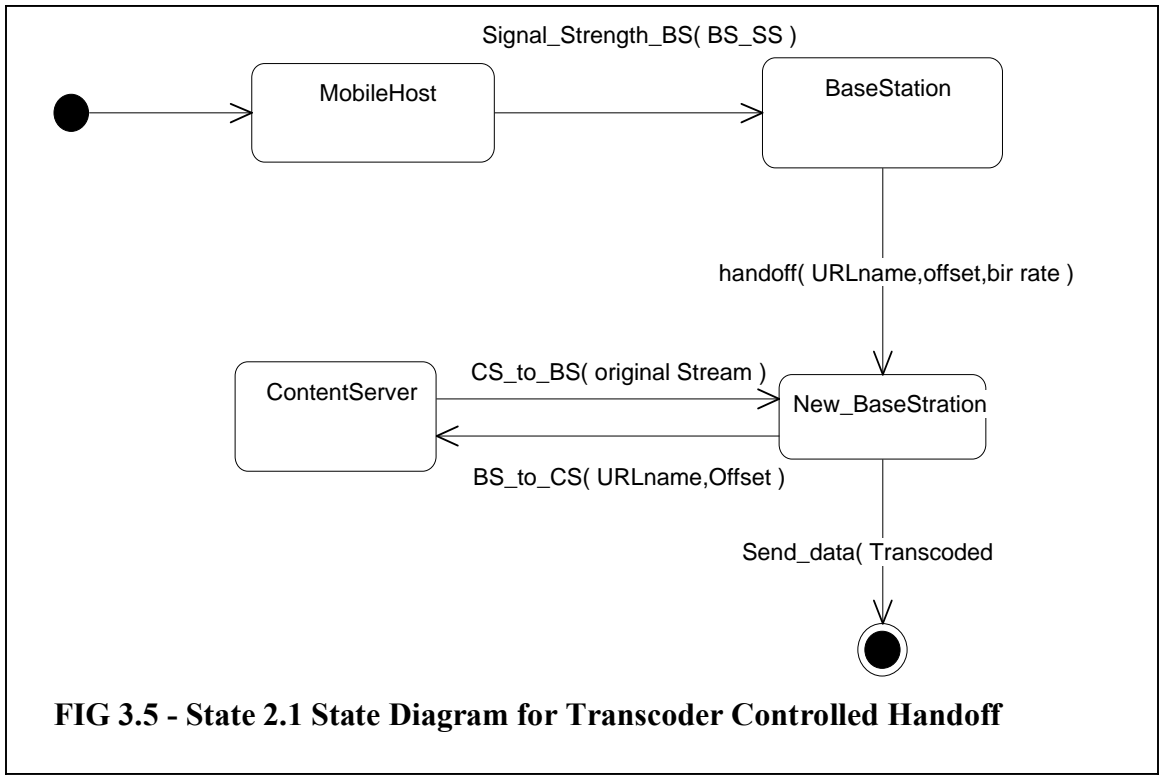 Signal_Strength_BS( BS_SS )
MobileHost
BaseStation
handoff( URLname,offset,bir rate )
ContentServer
CS_to_BS( original Stream )
New_BaseStration
BS_to_CS( URLname,Offset )
Send_data( Transcoded
FIG 3.5 - State 2.1 State Diagram for Transcoder Controlled Handoff